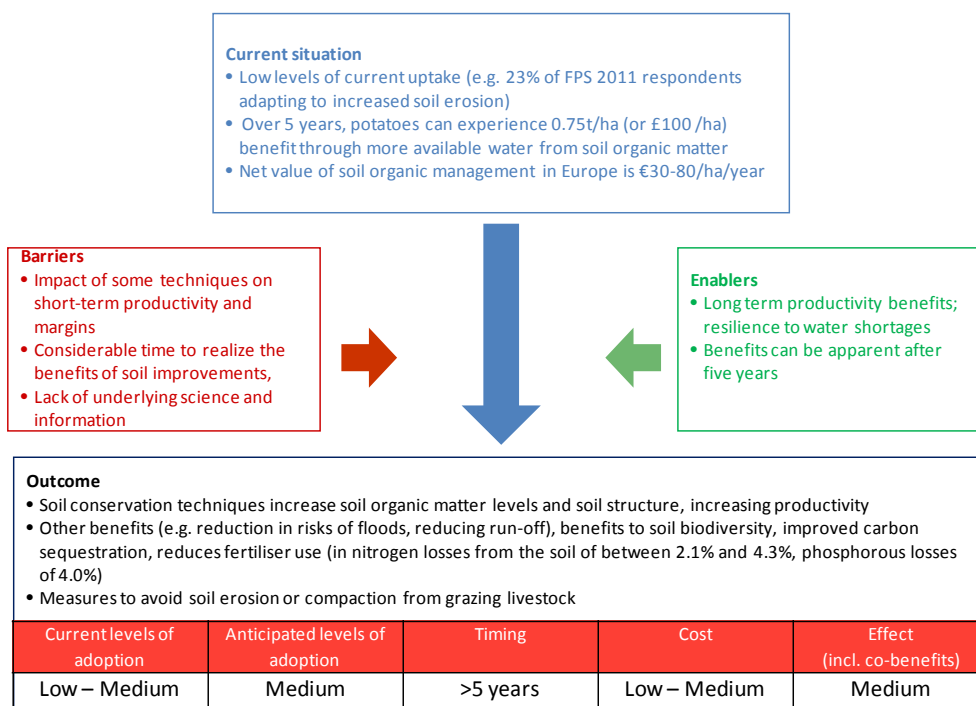 Current situation
• Low levels of current uptake (e.g. 23% of FPS 2011 respondents
adapting to increased soil erosion)
• Over 5 years, potatoes can experience 0.75t/ha (or £100 /ha)
benefit through more available water from soil organic matter
• Net value of soil organic management in Europe is €30-80/ha/year
Barriers
• Impact of some techniques on
short-term productivity and
margins
• Considerable time to realize the
benefits of soil improvements,
• Lack of underlying science and
information
Enablers
• Long term productivity benefits;
resilience to water shortages
• Benefits can be apparent after
five years
Outcome
• Soil conservation techniques increase soil organic matter levels and soil structure, increasing productivity
• Other benefits (e.g. reduction in risks of floods, reducing run-off), benefits to soil biodiversity, improved carbon
sequestration, reduces fertiliser use (in nitrogen losses from the soil of between 2.1% and 4.3%, phosphorous losses
of 4.0%)
• Measures to avoid soil erosion or compaction from grazing livestock
Current levels of adoption
Anticipated levels of adoption
Timing
Cost
Effect (incl. co-benefits)
Low – Medium
Medium
>5 years
Low – Medium
Medium